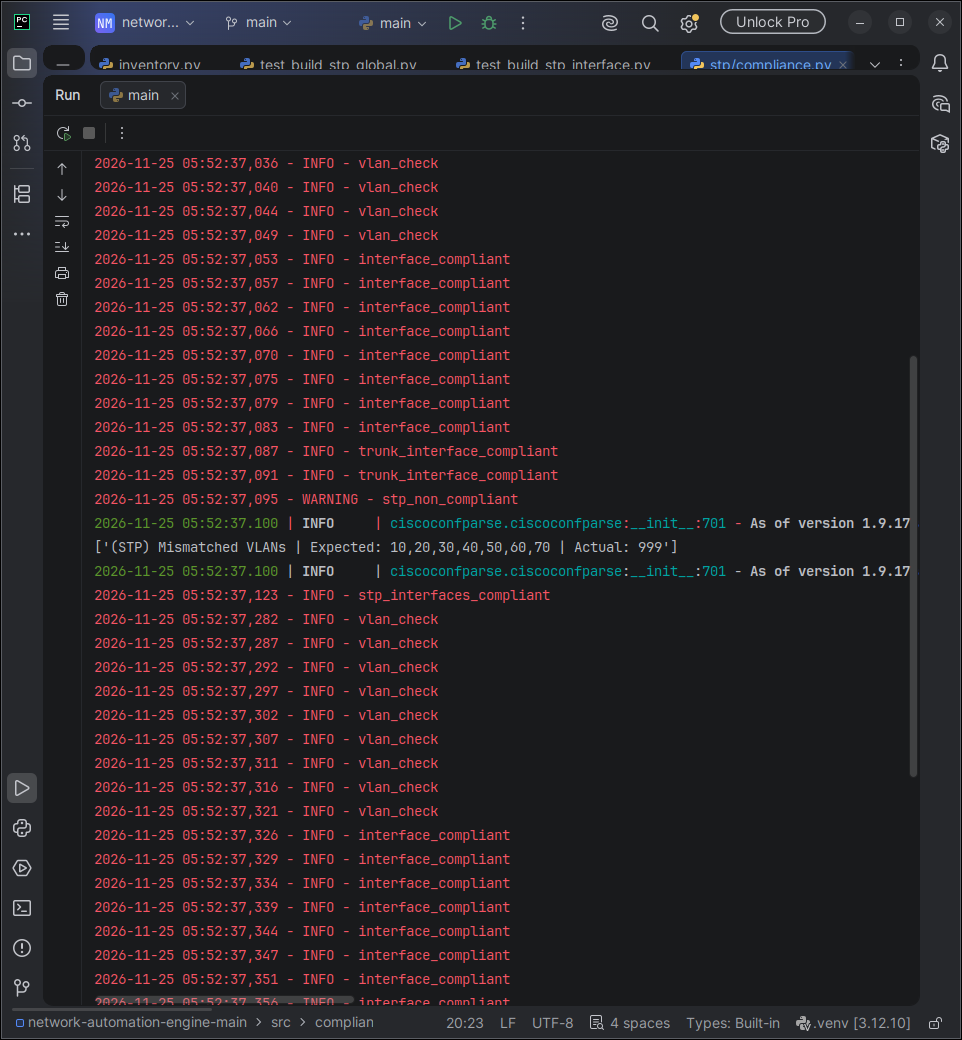 PC
NM networ... main main Unlock Pro
inventory.py test_build_stp_global.py test_build_stp_interface.py stp/compliance.py
Run main
2026-11-25 05:52:37,036 - INFO - vlan_check
2026-11-25 05:52:37,040 - INFO - vlan_check
2026-11-25 05:52:37,044 - INFO - vlan_check
2026-11-25 05:52:37,049 - INFO - vlan_check
2026-11-25 05:52:37,053 - INFO - interface_compliant
2026-11-25 05:52:37,057 - INFO - interface_compliant
2026-11-25 05:52:37,062 - INFO - interface_compliant
2026-11-25 05:52:37,066 - INFO - interface_compliant
2026-11-25 05:52:37,070 - INFO - interface_compliant
2026-11-25 05:52:37,075 - INFO - interface_compliant
2026-11-25 05:52:37,079 - INFO - interface_compliant
2026-11-25 05:52:37,083 - INFO - interface_compliant
2026-11-25 05:52:37,087 - INFO - trunk_interface_compliant
2026-11-25 05:52:37,091 - INFO - trunk_interface_compliant
2026-11-25 05:52:37,095 - WARNING - stp_non_compliant
2026-11-25 05:52:37.100 | INFO     | ciscoconfparse.ciscoconfparse:__init__:701 - As of version 1.9.17
['(STP) Mismatched VLANs | Expected: 10,20,30,40,50,60,70 | Actual: 999']
2026-11-25 05:52:37.100 | INFO     | ciscoconfparse.ciscoconfparse:__init__:701 - As of version 1.9.17
2026-11-25 05:52:37,123 - INFO - stp_interfaces_compliant
2026-11-25 05:52:37,282 - INFO - vlan_check
2026-11-25 05:52:37,287 - INFO - vlan_check
2026-11-25 05:52:37,292 - INFO - vlan_check
2026-11-25 05:52:37,297 - INFO - vlan_check
2026-11-25 05:52:37,302 - INFO - vlan_check
2026-11-25 05:52:37,307 - INFO - vlan_check
2026-11-25 05:52:37,311 - INFO - vlan_check
2026-11-25 05:52:37,316 - INFO - vlan_check
2026-11-25 05:52:37,321 - INFO - vlan_check
2026-11-25 05:52:37,326 - INFO - interface_compliant
2026-11-25 05:52:37,329 - INFO - interface_compliant
2026-11-25 05:52:37,334 - INFO - interface_compliant
2026-11-25 05:52:37,339 - INFO - interface_compliant
2026-11-25 05:52:37,344 - INFO - interface_compliant
2026-11-25 05:52:37,347 - INFO - interface_compliant
2026-11-25 05:52:37,351 - INFO - interface_compliant
2026-11-25 05:52:37,356 - INFO - interface_compliant
network-automation-engine-main > src > complian 20:23 LF UTF-8 4 spaces Types: Built-in .venv [3.12.10]